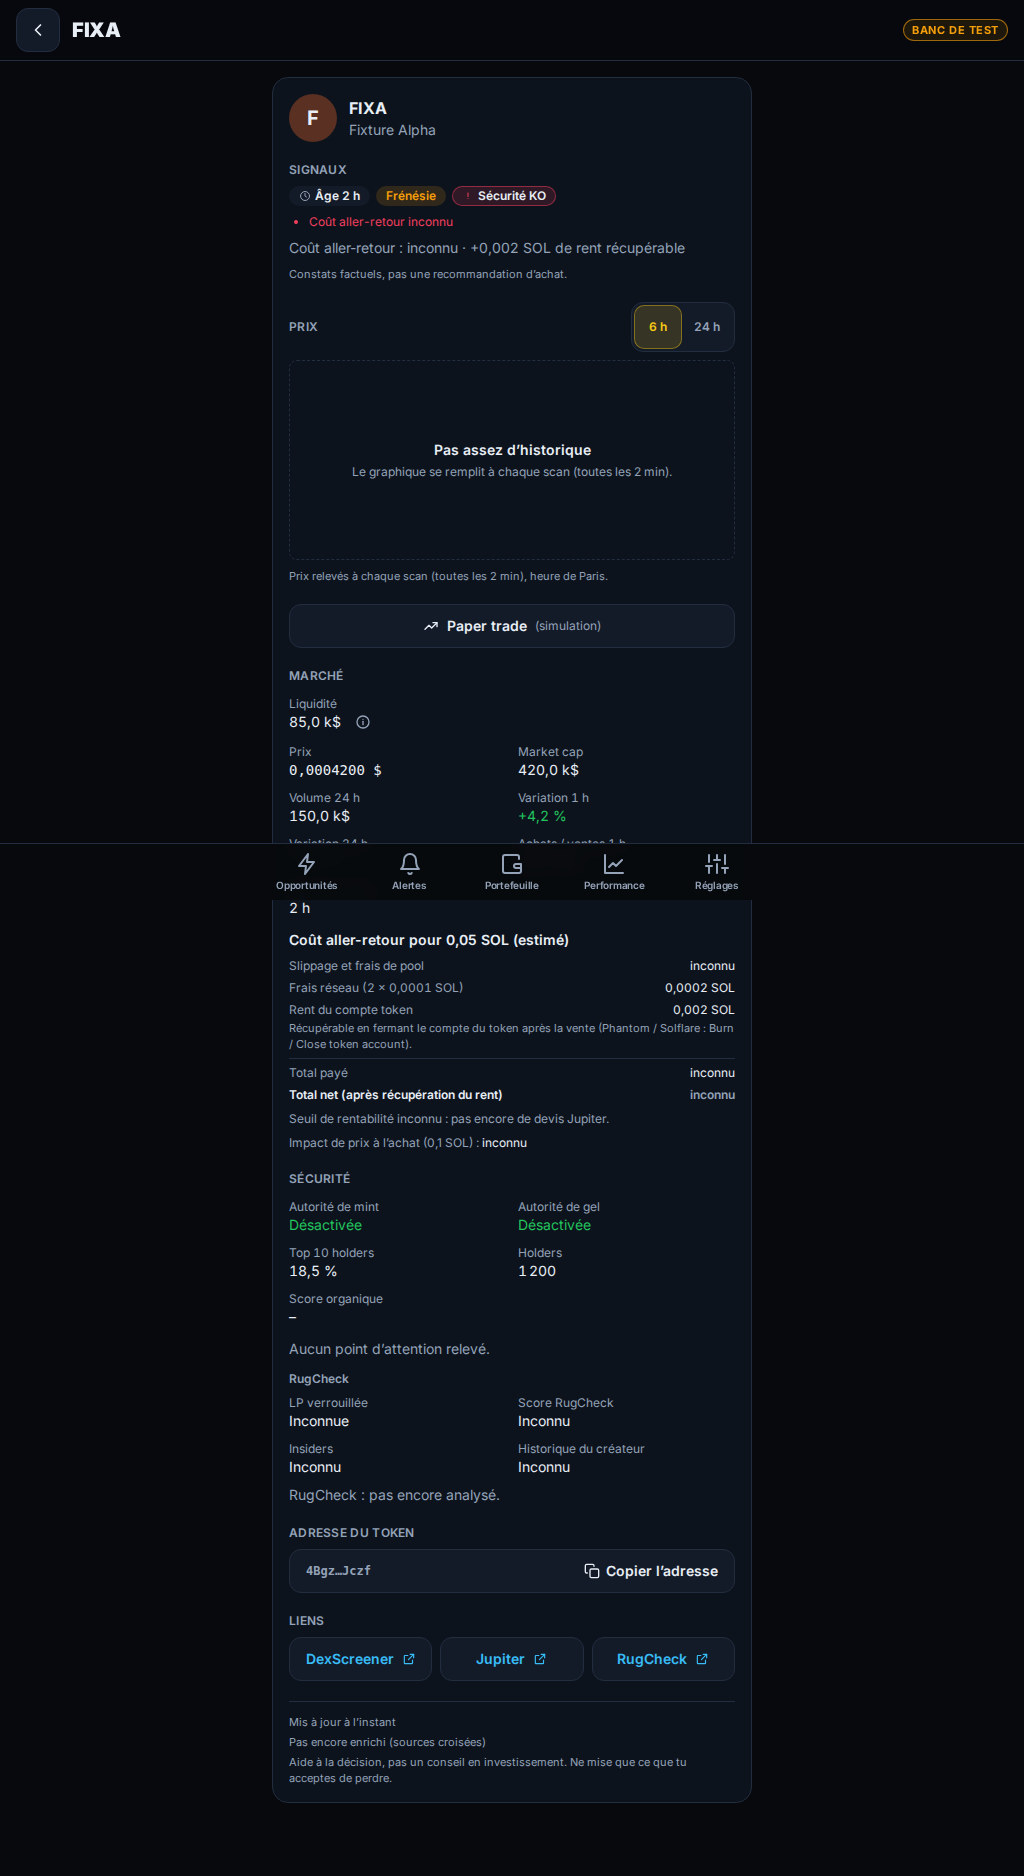 FIXA
BANC DE TEST
F
FIXA
Fixture Alpha
SIGNAUX
Âge 2 h
Frénésie
Sécurité KO
• Coût aller-retour inconnu
Coût aller-retour : inconnu · +0,002 SOL de rent récupérable
Constats factuels, pas une recommandation d’achat.
PRIX
6 h
24 h
Pas assez d’historique
Le graphique se remplit à chaque scan (toutes les 2 min).
Prix relevés à chaque scan (toutes les 2 min), heure de Paris.
Paper trade (simulation)
MARCHÉ
Liquidité
85,0 k$
Prix
Market cap
0,0004200 $
420,0 k$
Volume 24 h
Variation 1 h
150,0 k$
+4,2 %
Variation 24 h
Achats / ventes 1 h
Opportunités
Alertes
Portefeuille
Performance
Réglages
2 h
Coût aller-retour pour 0,05 SOL (estimé)
Slippage et frais de pool inconnu
Frais réseau (2 × 0,0001 SOL) 0,0002 SOL
Rent du compte token 0,002 SOL
Récupérable en fermant le compte du token après la vente (Phantom / Solflare : Burn
/ Close token account).
Total payé inconnu
Total net (après récupération du rent) inconnu
Seuil de rentabilité inconnu : pas encore de devis Jupiter.
Impact de prix à l’achat (0,1 SOL) : inconnu
SÉCURITÉ
Autorité de mint
Autorité de gel
Désactivée
Désactivée
Top 10 holders
Holders
18,5 %
1 200
Score organique
–
Aucun point d’attention relevé.
RugCheck
LP verrouillée
Score RugCheck
Inconnue
Inconnu
Insiders
Historique du créateur
Inconnu
Inconnu
RugCheck : pas encore analysé.
ADRESSE DU TOKEN
4Bgz…Jczf
Copier l’adresse
LIENS
DexScreener
Jupiter
RugCheck
Mis à jour à l’instant
Pas encore enrichi (sources croisées)
Aide à la décision, pas un conseil en investissement. Ne mise que ce que tu
acceptes de perdre.